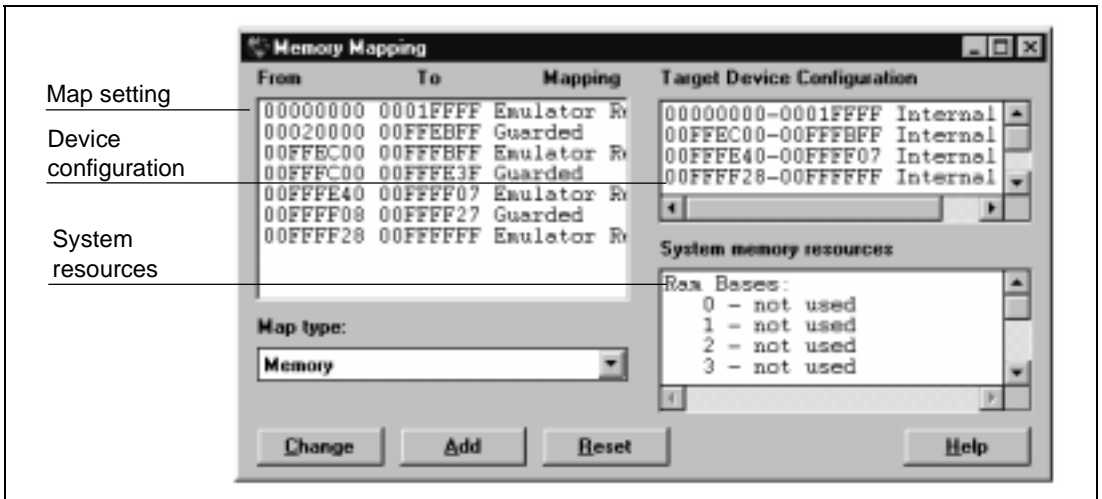 Memory Mapping
From To Mapping
Target Device Configuration
Map setting
Device
configuration
System
resources
00000000 0001FFFF Emulator R
00020000 00FFEBFF Guarded
00FFEC00 00FFFBFF Emulator R
00FFFC00 00FFFE3F Guarded
00FFFE40 00FFFF07 Emulator R
00FFFF08 00FFFF27 Guarded
00FFFF28 00FFFFFF Emulator R
00000000-0001FFFF Internal
00FFEC00-00FFFBFF Internal
00FFFE40-00FFFF07 Internal
00FFFF28-00FFFFFF Internal
System memory resources
Ram Bases:
0 - not used
1 - not used
2 - not used
3 - not used
Map type:
Memory
Change Add Reset Help